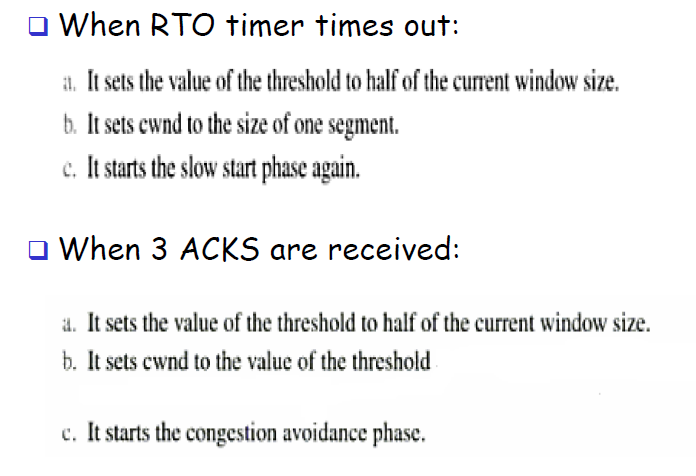 When RTO timer times out:
a. It sets the value of the threshold to half of the current window size.
b. It sets cwnd to the size of one segment.
c. It starts the slow start phase again.
When 3 ACKS are received:
a. It sets the value of the threshold to half of the current window size.
b. It sets cwnd to the value of the threshold
c. It starts the congestion avoidance phase.